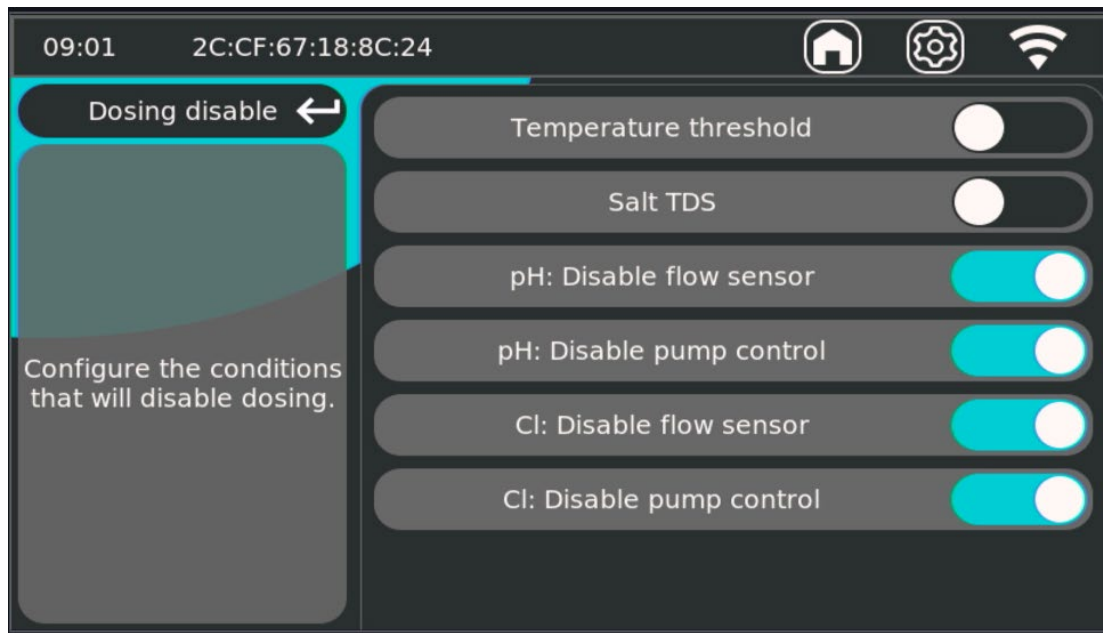 09:01 2C:CF:67:18:8C:24
Dosing disable
Configure the conditions
that will disable dosing.
Temperature threshold
Salt TDS
pH: Disable flow sensor
pH: Disable pump control
Cl: Disable flow sensor
Cl: Disable pump control